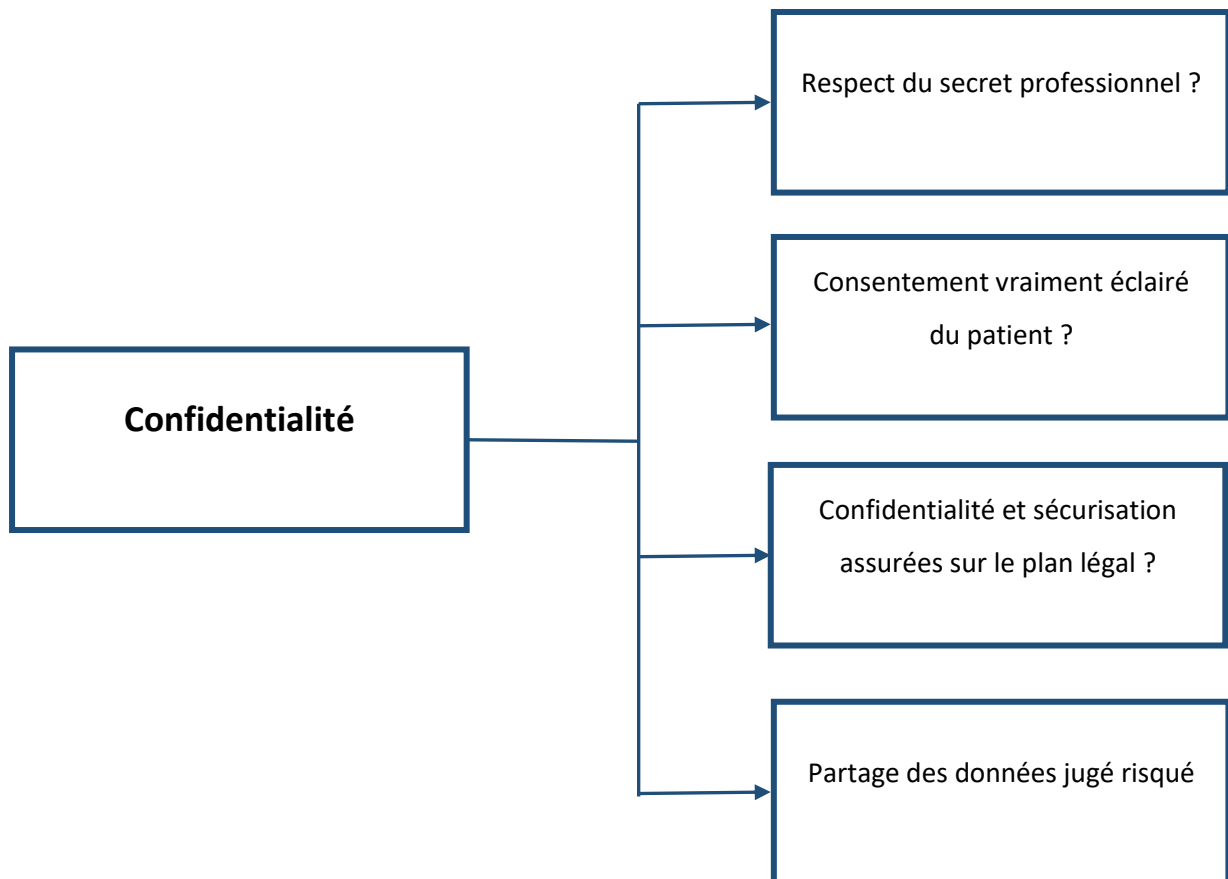 Respect du secret professionnel ?
Consentement vraiment éclairé
du patient ?
Confidentialité
Confidentialité et sécurisation
assurées sur le plan légal ?
Partage des données jugé risqué